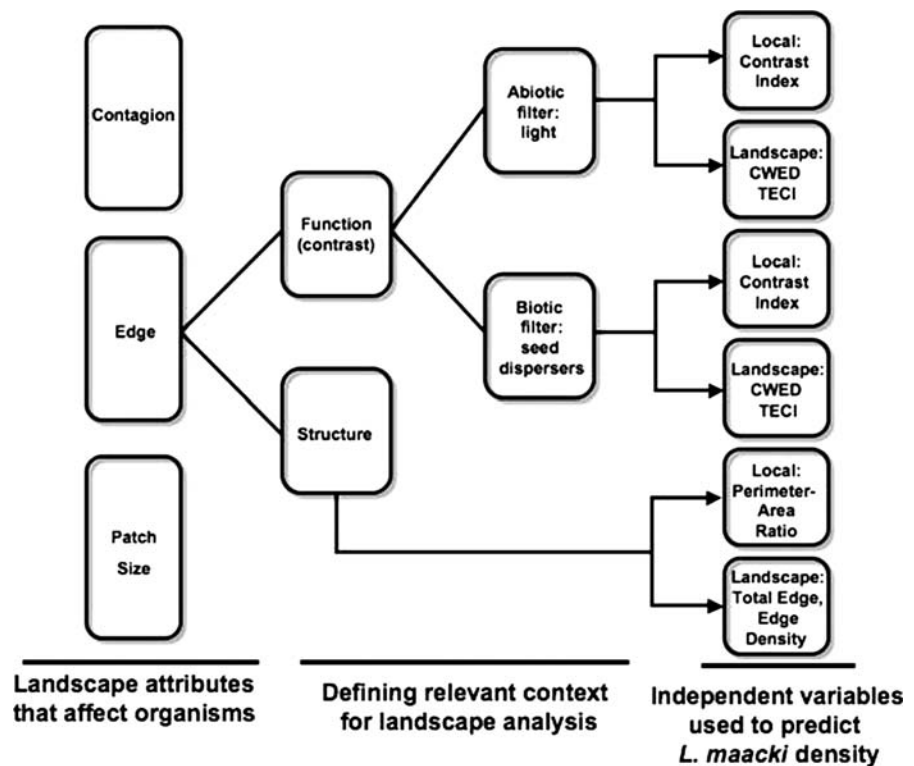 Contagion
Edge
Patch
Size
Function
(contrast)
Structure
Abiotic
filter:
light
Biotic
filter:
seed
dispersers
Local:
Contrast
Index
Landscape:
CWED
TECI
Local:
Contrast
Index
Landscape:
CWED
TECI
Local:
Perimeter-
Area
Ratio
Landscape:
Total Edge,
Edge
Density
Landscape attributes
that affect organisms
Defining relevant context
for landscape analysis
Independent variables
used to predict
L. maacki density